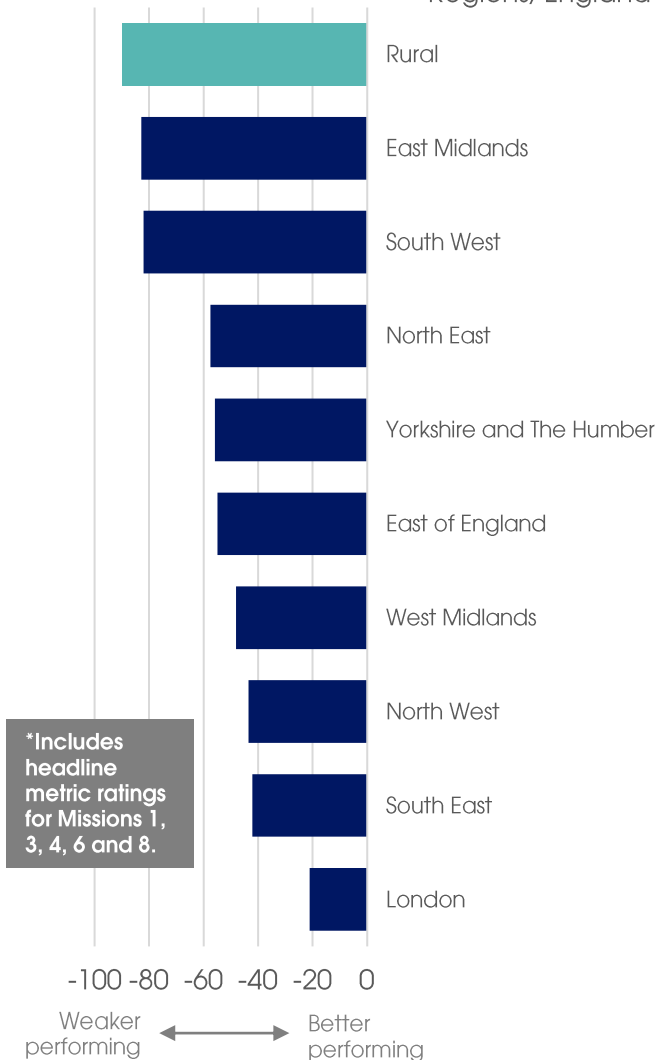 Regions, England
Rural
East Midlands
South West
North East
Yorkshire and The Humber
East of England
West Midlands
North West
South East
London
*Includes
headline
metric ratings
for Missions 1,
3, 4, 6 and 8.
-100 -80 -60 -40 -20 0
Weaker
performing
Better
performing